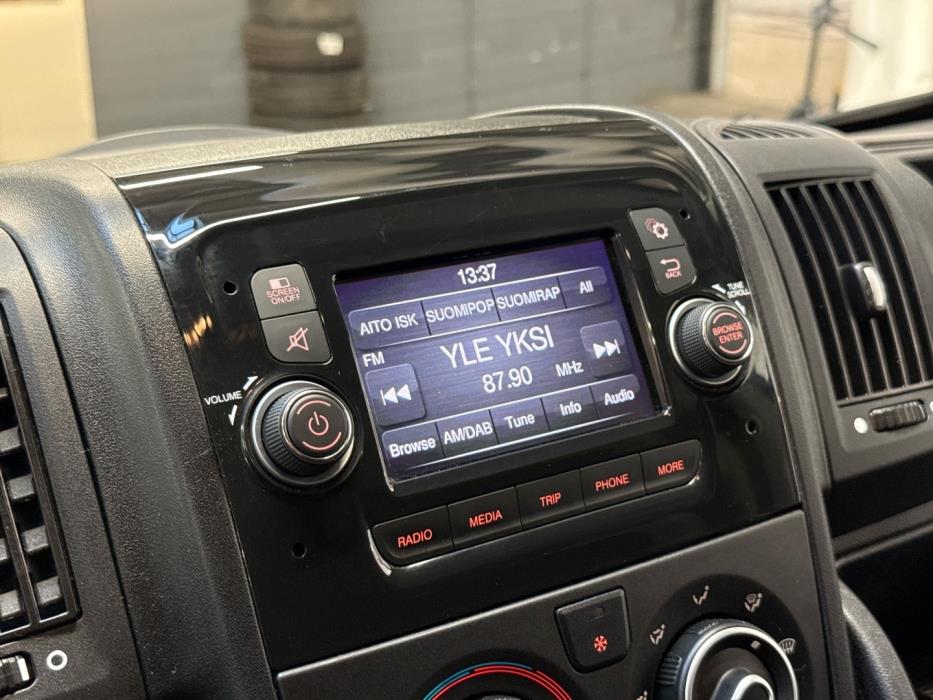 SCREEN
ON/OFF
VOLUME
13:37
AITO ISK SUOMIPOP SUOMIRAP All
FM
YLE YKSI
87.90 MHz
Browse AM/DAB Tune Info Audio
BACK
TUNE
SCROLL
BROWSE
ENTER
RADIO MEDIA TRIP PHONE MORE